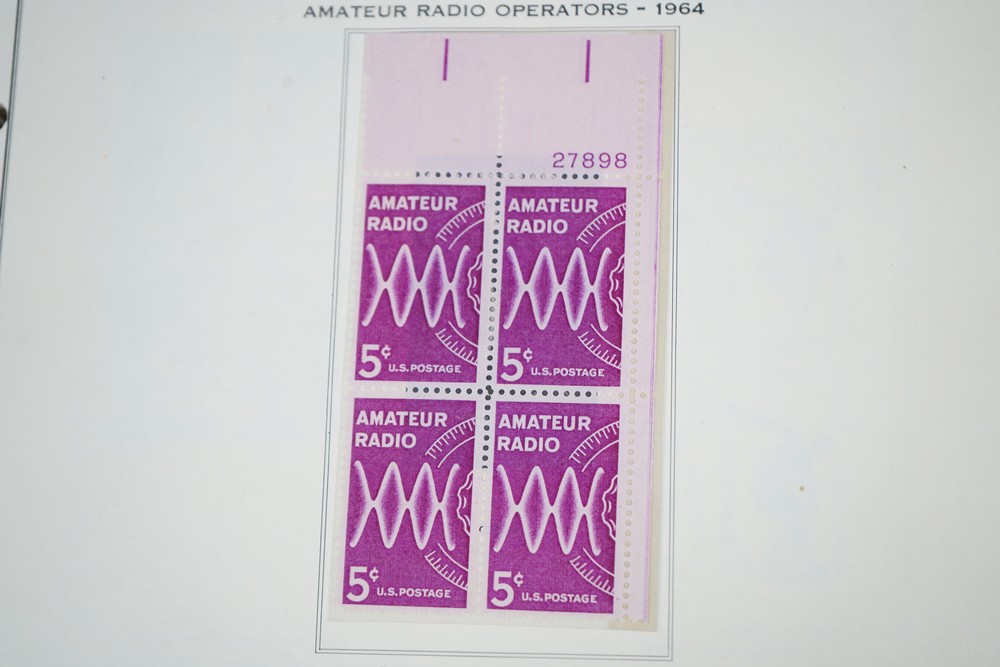 AMATEUR RADIO OPERATORS - 1964
27898
AMATEUR
RADIO
5¢ U.S. POSTAGE
AMATEUR
RADIO
5¢ U.S. POSTAGE
AMATEUR
RADIO
5¢ U.S. POSTAGE
AMATEUR
RADIO
5¢ U.S. POSTAGE